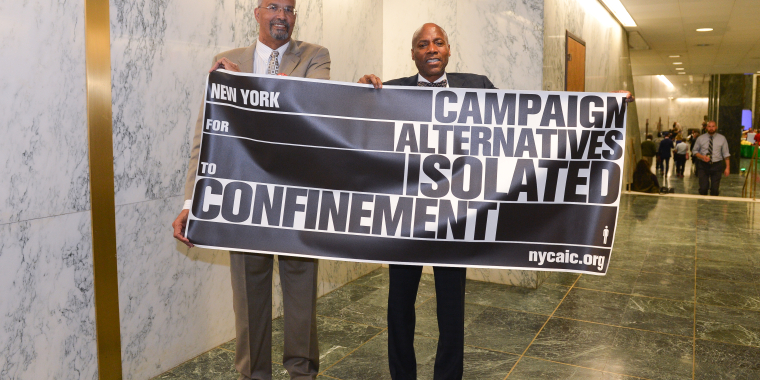 NEW YORK CAMPAIGN
FOR ALTERNATIVES
TO ISOLATED
CONFINEMENT
nycaic.org